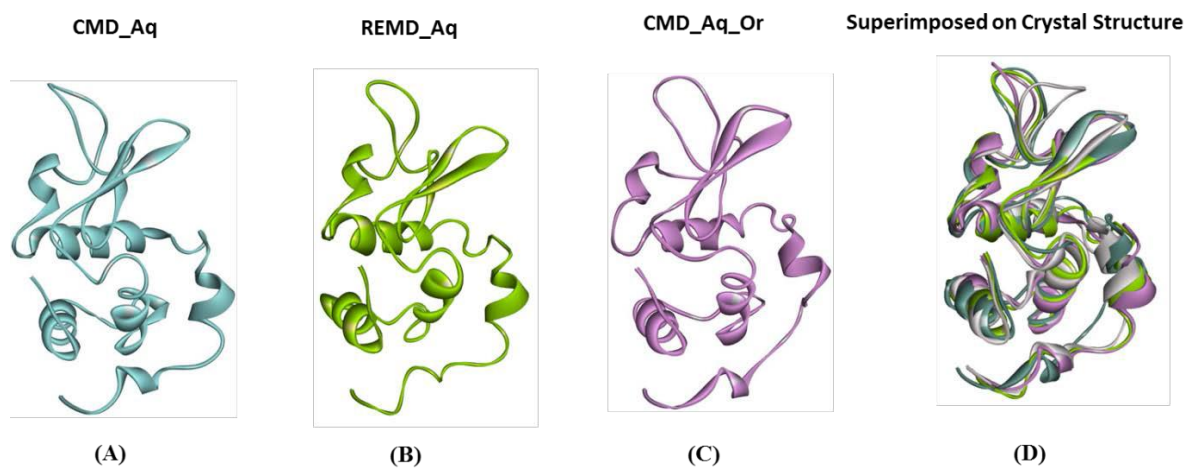 CMD_Aq
REMD_Aq
CMD_Aq_Or
Superimposed on Crystal Structure
(A)
(B)
(C)
(D)